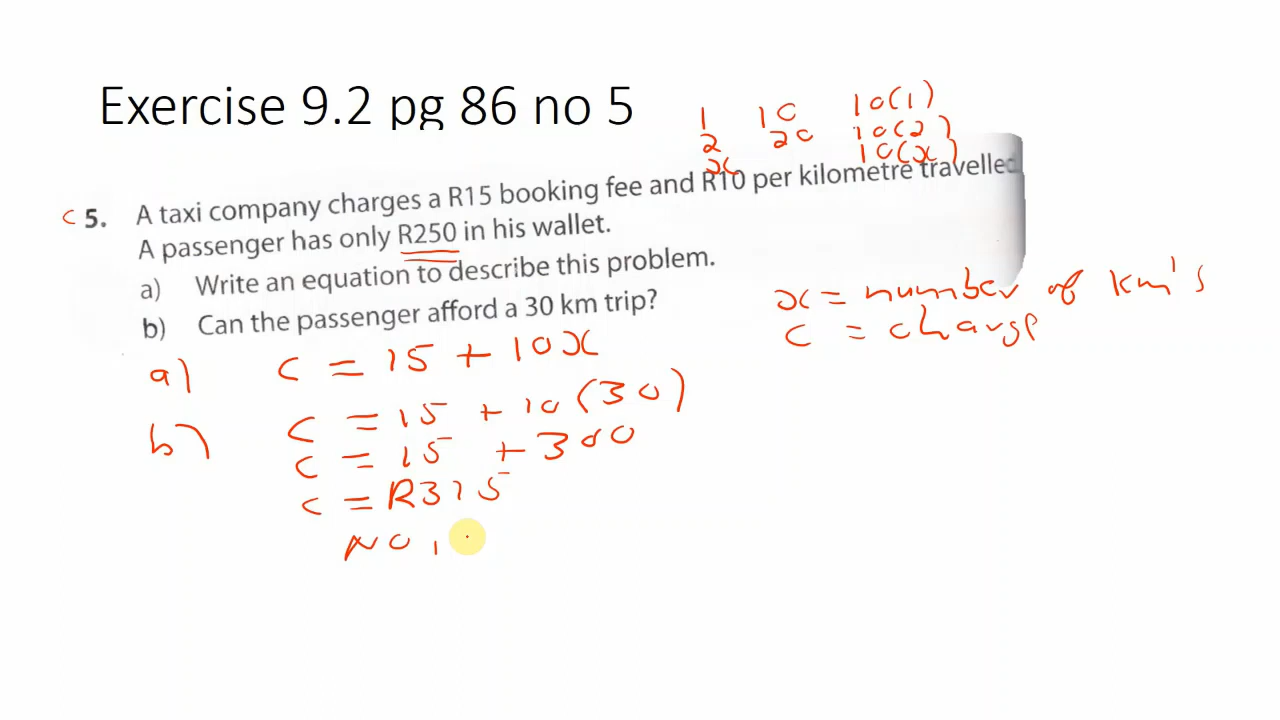 Exercise 9.2 pg 86 no 5
1 10 10(1)
2 20 10(2)
x 10(x)
c 5. A taxi company charges a R15 booking fee and R10 per kilometre travelled
A passenger has only R250 in his wallet.
a) Write an equation to describe this problem.
b) Can the passenger afford a 30 km trip?
x = number of km's
c = charge
a) c = 15 + 10x
b) c = 15 + 10(30)
c = 15 + 300
c = R315
NO,